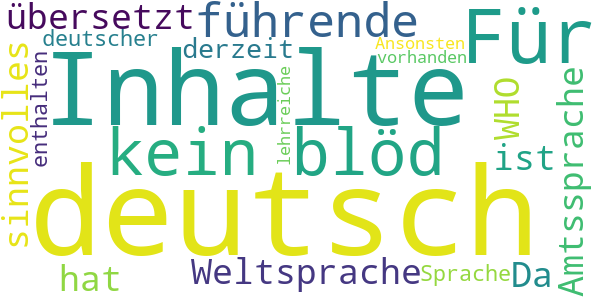 übersetzt führende Für
deutscher derzeit Ansonsten
vorhanden
sinnvolles enthalten Inhalte lehrreiche WHO Amtssprache
kein blöd ist
deutsch
hat Weltsprache Sprache Da